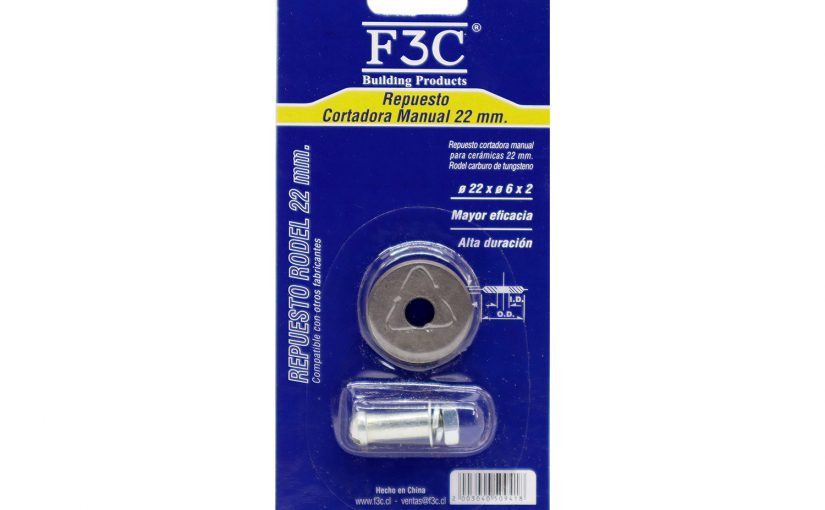 F3C®
Building Products
Repuesto
Cortadora Manual 22 mm.
Repuesto cortadora manual
para cerámicas 22 mm.
Rodel carburo de tungsteno
ø 22 x ø 6 x 2
Mayor eficacia
Alta duración
REPUESTO RODEL 22 mm.
Compatible con otros fabricantes
I.D.
O.D.
Hecho en China
www.f3c.cl - ventas@f3c.cl
2 003040 509418